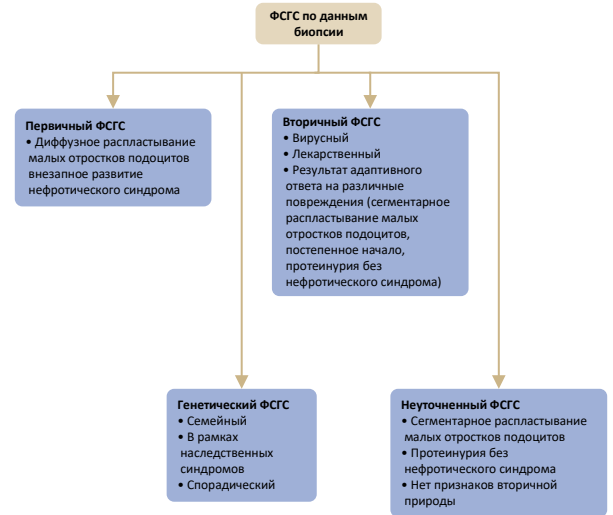 ФСГС по данным
биопсии
Первичный ФСГС
• Диффузное распластывание
малых отростков подоцитов
внезапное развитие
нефротического синдрома
Вторичный ФСГС
• Вирусный
• Лекарственный
• Результат адаптивного
ответа на различные
повреждения (сегментарное
распластывание малых
отростков подоцитов,
постепенное начало,
протеинурия без
нефротического синдрома)
Генетический ФСГС
• Семейный
• В рамках
наследственных
синдромов
• Спорадический
Неуточненный ФСГС
• Сегментарное распластывание
малых отростков подоцитов
• Протеинурия без
нефротического синдрома
• Нет признаков вторичной
природы